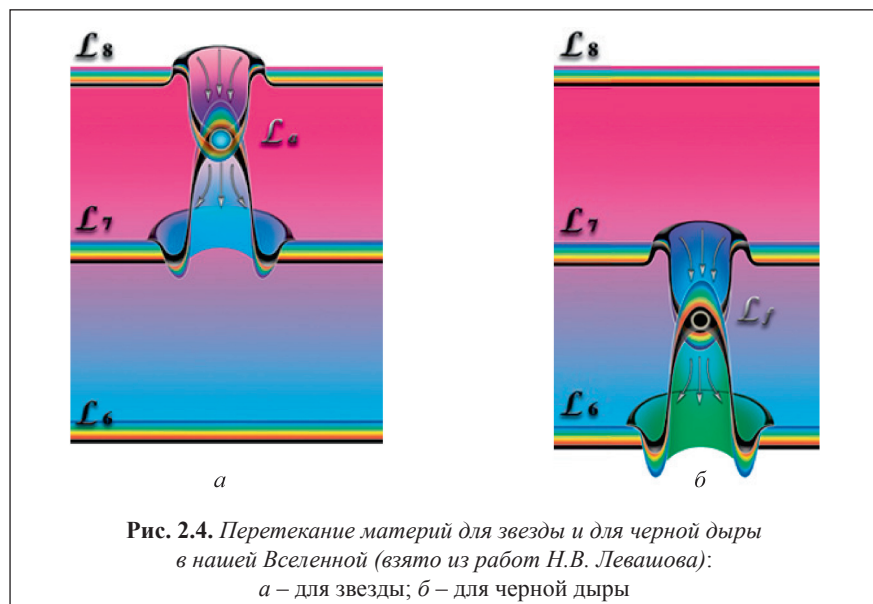 L8
La
L7
L6
а
L8
L7
Lf
L6
б
Рис. 2.4. Перетекание материй для звезды и для черной дыры
в нашей Вселенной (взято из работ Н.В. Левашова):
а – для звезды; б – для черной дыры